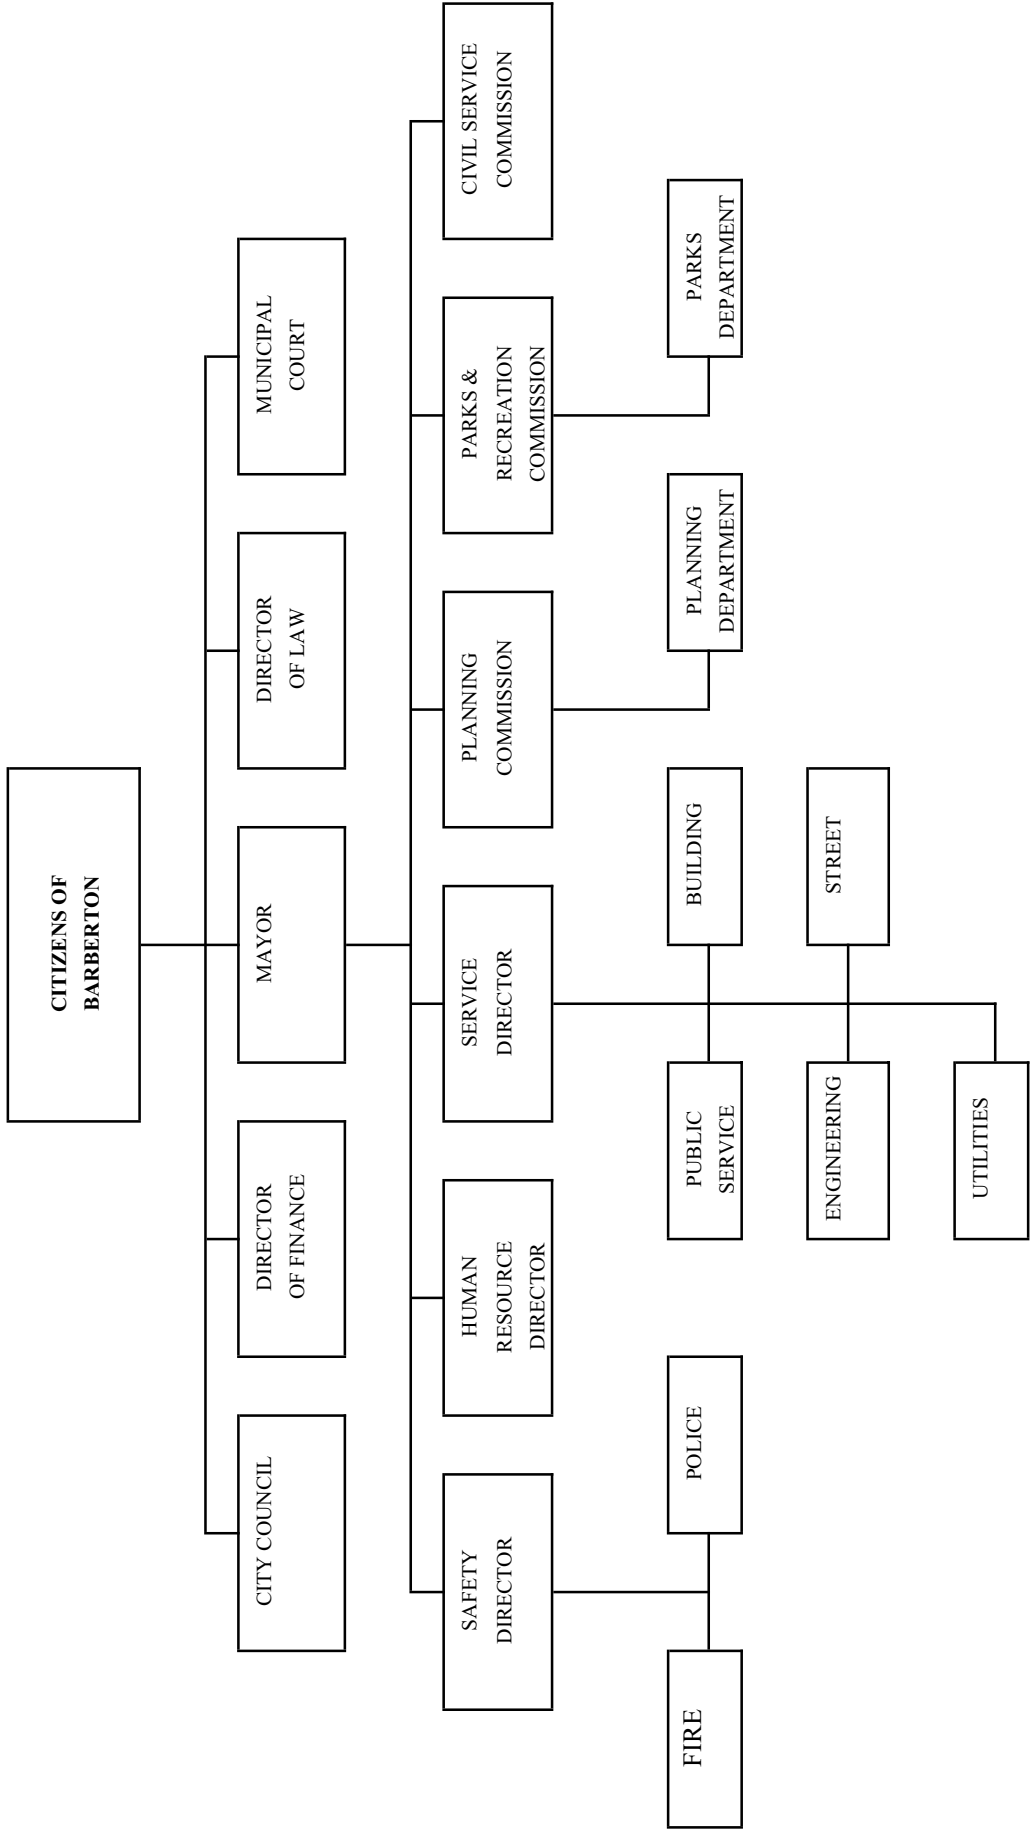 CITIZENS OF
BARBERTON
CITY COUNCIL
DIRECTOR
OF FINANCE
MAYOR
DIRECTOR
OF LAW
MUNICIPAL
COURT
SAFETY
DIRECTOR
HUMAN
RESOURCE
DIRECTOR
SERVICE
DIRECTOR
PLANNING
COMMISSION
PARKS &
RECREATION
COMMISSION
CIVIL SERVICE
COMMISSION
FIRE
POLICE
PUBLIC
SERVICE
BUILDING
PLANNING
DEPARTMENT
PARKS
DEPARTMENT
ENGINEERING
STREET
UTILITIES